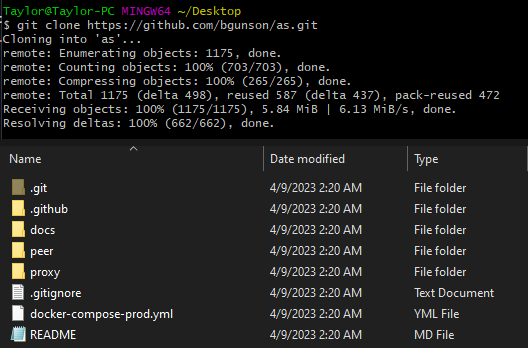 Taylor@Taylor-PC MINGW64 ~/Desktop
$ git clone https://github.com/bgunson/as.git
Cloning into 'as'...
remote: Enumerating objects: 1175, done.
remote: Counting objects: 100% (703/703), done.
remote: Compressing objects: 100% (265/265), done.
remote: Total 1175 (delta 498), reused 587 (delta 437), pack-reused 472
Receiving objects: 100% (1175/1175), 5.84 MiB | 6.13 MiB/s, done.
Resolving deltas: 100% (662/662), done.
Name Date modified Type
.git 4/9/2023 2:20 AM File folder
.github 4/9/2023 2:20 AM File folder
docs 4/9/2023 2:20 AM File folder
peer 4/9/2023 2:20 AM File folder
proxy 4/9/2023 2:20 AM File folder
.gitignore 4/9/2023 2:20 AM Text Document
docker-compose-prod.yml 4/9/2023 2:20 AM YML File
README 4/9/2023 2:20 AM MD File